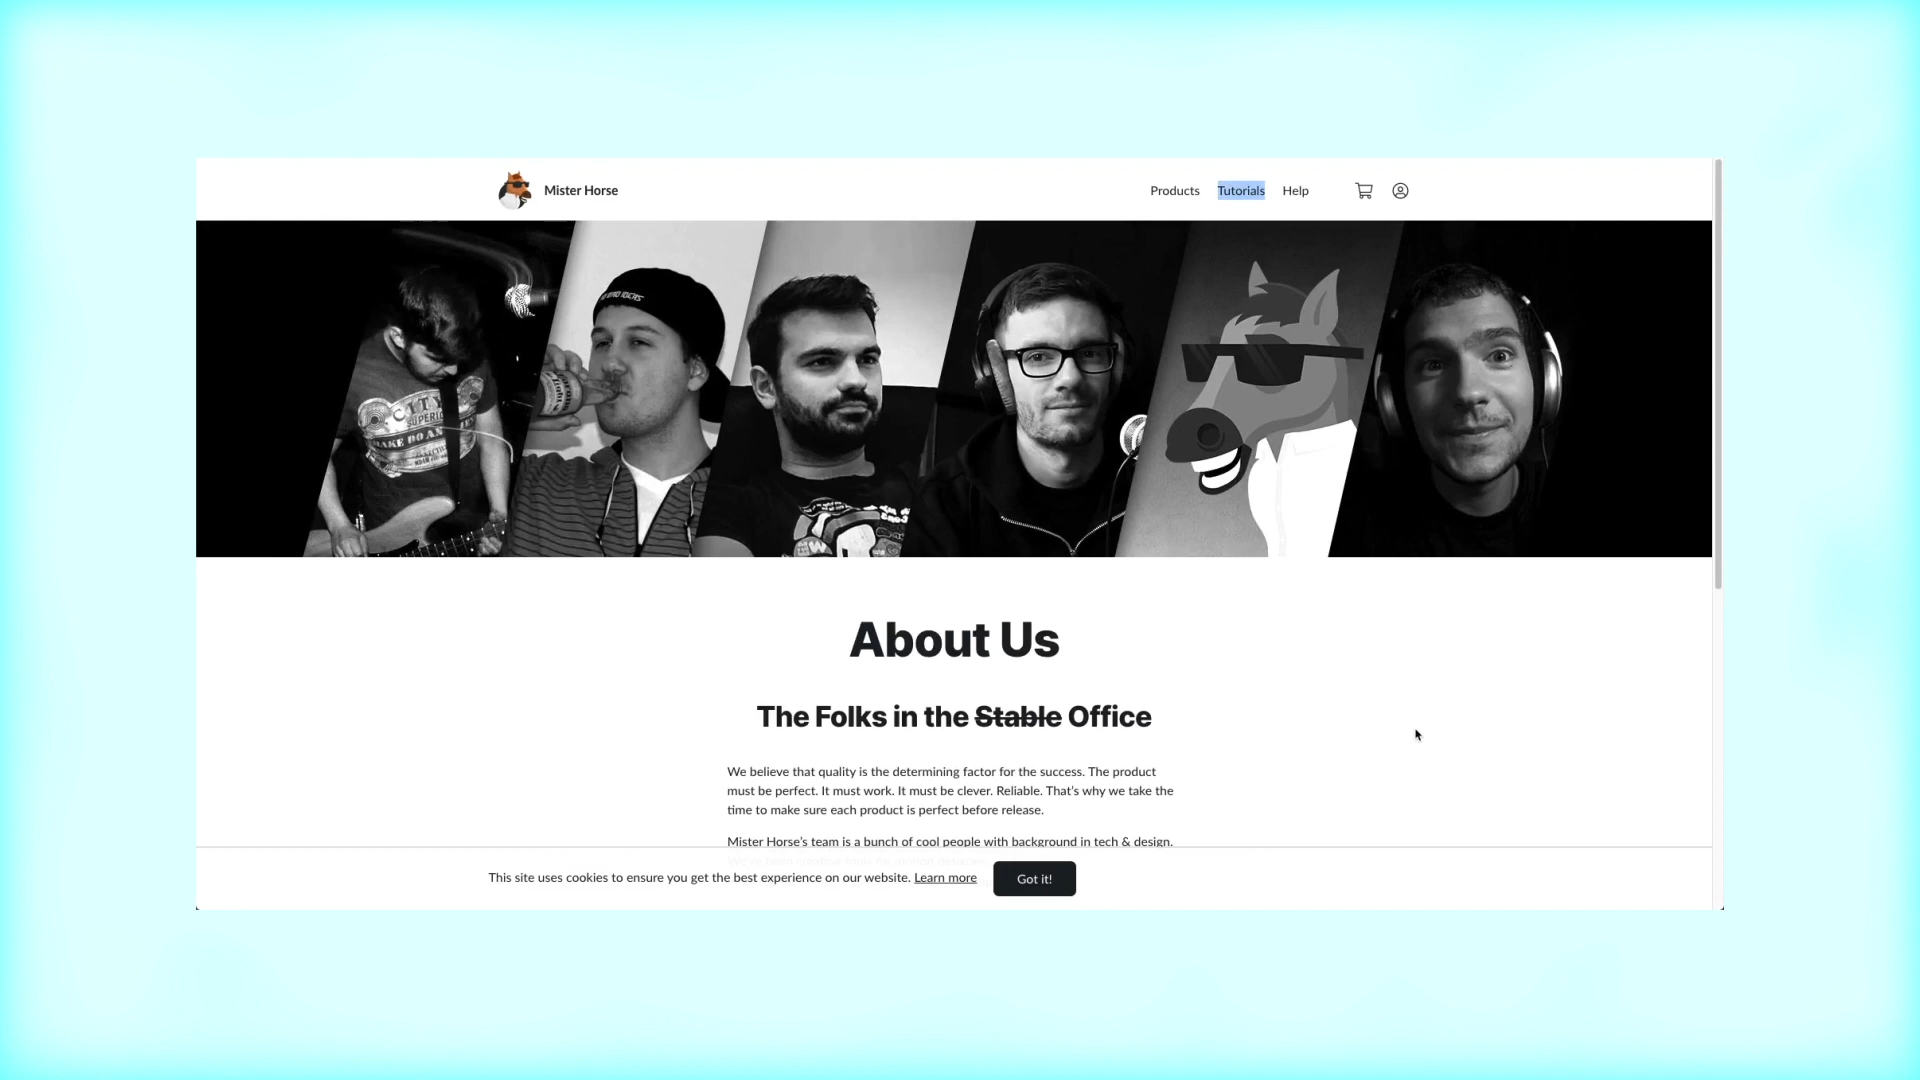 Mister Horse
Products Tutorials Help
CITY
SUPERIO
About Us
The Folks in the Stable Office
We believe that quality is the determining factor for the success. The product
must be perfect. It must work. It must be clever. Reliable. That's why we take the
time to make sure each product is perfect before release.
Mister Horse's team is a bunch of cool people with background in tech & design.
This site uses cookies to ensure you get the best experience on our website. Learn more
Got it!